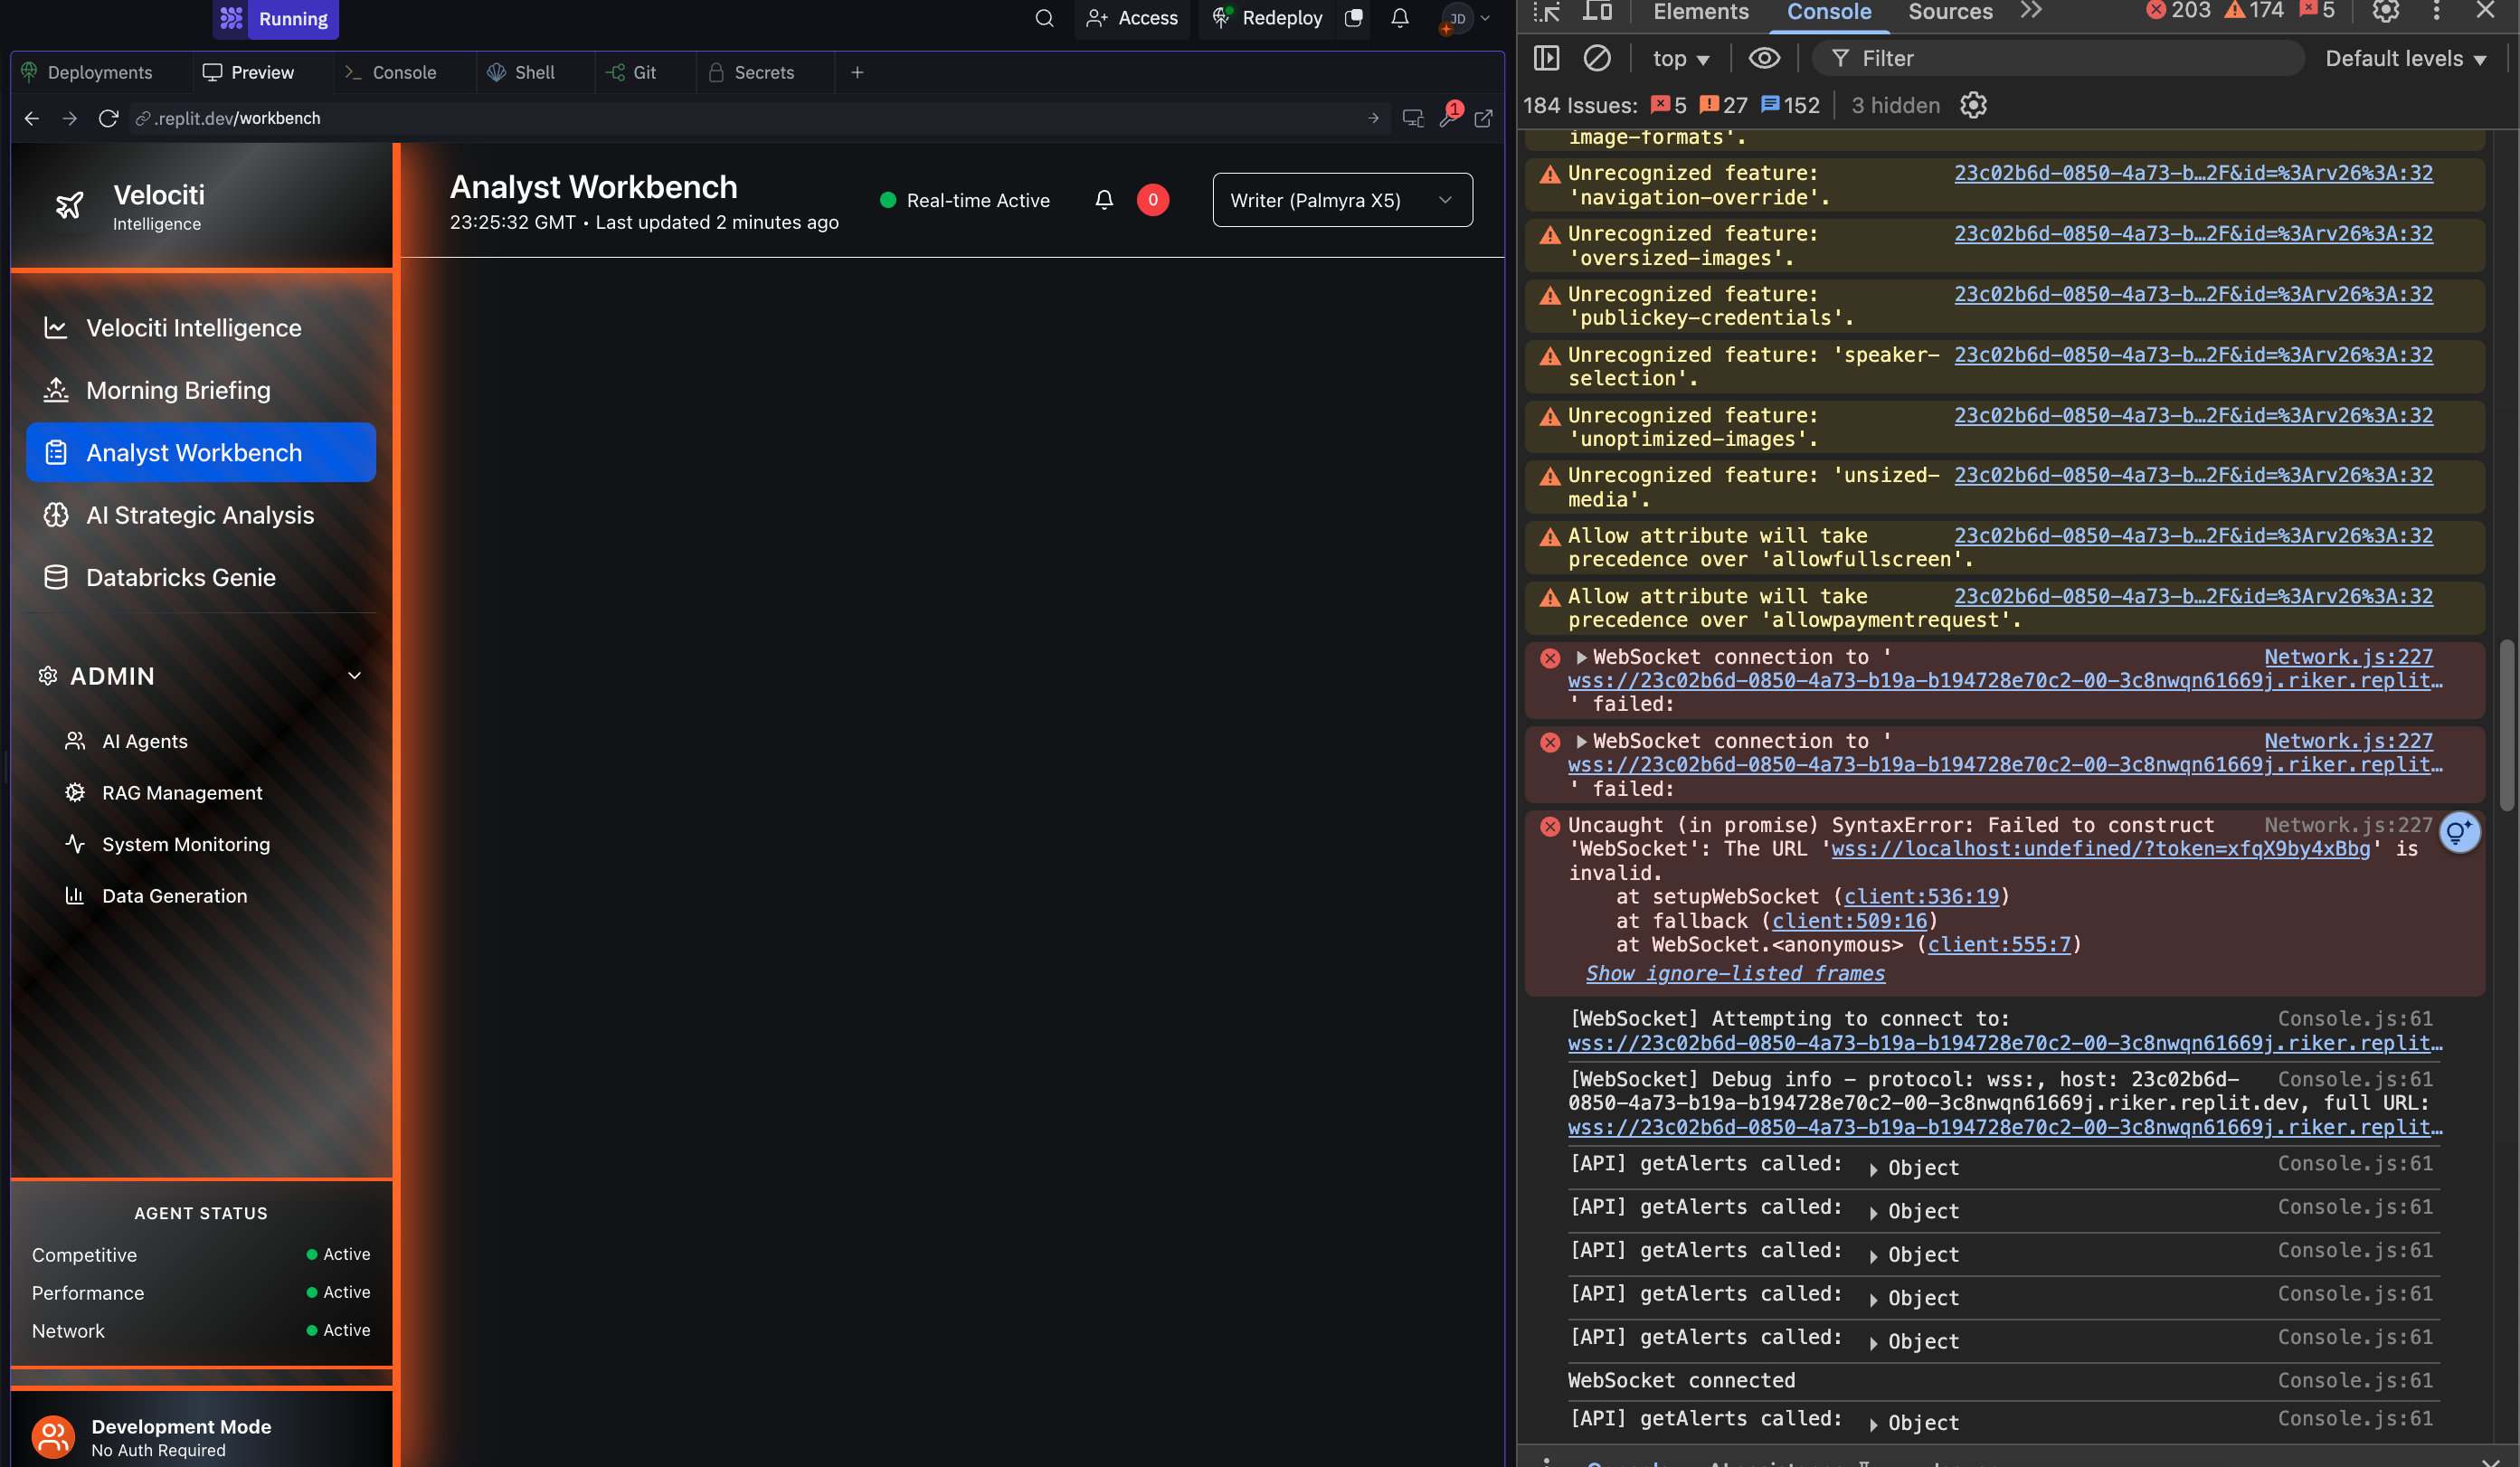 Running
Access
Redeploy
JD
Deployments
Preview
Console
Shell
Git
Secrets
.replit.dev/workbench
1
Velociti
Intelligence
Analyst Workbench
23:25:32 GMT • Last updated 2 minutes ago
Real-time Active
0
Writer (Palmyra X5)
Velociti Intelligence
Morning Briefing
Analyst Workbench
AI Strategic Analysis
Databricks Genie
ADMIN
AI Agents
RAG Management
System Monitoring
Data Generation
AGENT STATUS
Competitive Active
Performance Active
Network Active
Development Mode
No Auth Required
Elements Console Sources 203 174 5
top Filter Default levels
184 Issues: 5 27 152 3 hidden
image-formats'.
Unrecognized feature: 23c02b6d-0850-4a73-b…2F&id=%3Arv26%3A:32
'navigation-override'.
Unrecognized feature: 23c02b6d-0850-4a73-b…2F&id=%3Arv26%3A:32
'oversized-images'.
Unrecognized feature: 23c02b6d-0850-4a73-b…2F&id=%3Arv26%3A:32
'publickey-credentials'.
Unrecognized feature: 'speaker- 23c02b6d-0850-4a73-b…2F&id=%3Arv26%3A:32
selection'.
Unrecognized feature: 23c02b6d-0850-4a73-b…2F&id=%3Arv26%3A:32
'unoptimized-images'.
Unrecognized feature: 'unsized- 23c02b6d-0850-4a73-b…2F&id=%3Arv26%3A:32
media'.
Allow attribute will take 23c02b6d-0850-4a73-b…2F&id=%3Arv26%3A:32
precedence over 'allowfullscreen'.
Allow attribute will take 23c02b6d-0850-4a73-b…2F&id=%3Arv26%3A:32
precedence over 'allowpaymentrequest'.
WebSocket connection to ' Network.js:227
wss://23c02b6d-0850-4a73-b19a-b194728e70c2-00-3c8nwqn61669j.riker.replit…
' failed:
WebSocket connection to ' Network.js:227
wss://23c02b6d-0850-4a73-b19a-b194728e70c2-00-3c8nwqn61669j.riker.replit…
' failed:
Uncaught (in promise) SyntaxError: Failed to construct Network.js:227
'WebSocket': The URL 'wss://localhost:undefined/?token=xfqX9by4xBbg' is
invalid.
at setupWebSocket (client:536:19)
at fallback (client:509:16)
at WebSocket.<anonymous> (client:555:7)
Show ignore-listed frames
[WebSocket] Attempting to connect to: Console.js:61
wss://23c02b6d-0850-4a73-b19a-b194728e70c2-00-3c8nwqn61669j.riker.replit…
[WebSocket] Debug info - protocol: wss:, host: 23c02b6d- Console.js:61
0850-4a73-b19a-b194728e70c2-00-3c8nwqn61669j.riker.replit.dev, full URL:
wss://23c02b6d-0850-4a73-b19a-b194728e70c2-00-3c8nwqn61669j.riker.replit…
[API] getAlerts called: Object Console.js:61
[API] getAlerts called: Object Console.js:61
[API] getAlerts called: Object Console.js:61
[API] getAlerts called: Object Console.js:61
[API] getAlerts called: Object Console.js:61
WebSocket connected Console.js:61
[API] getAlerts called: Object Console.js:61